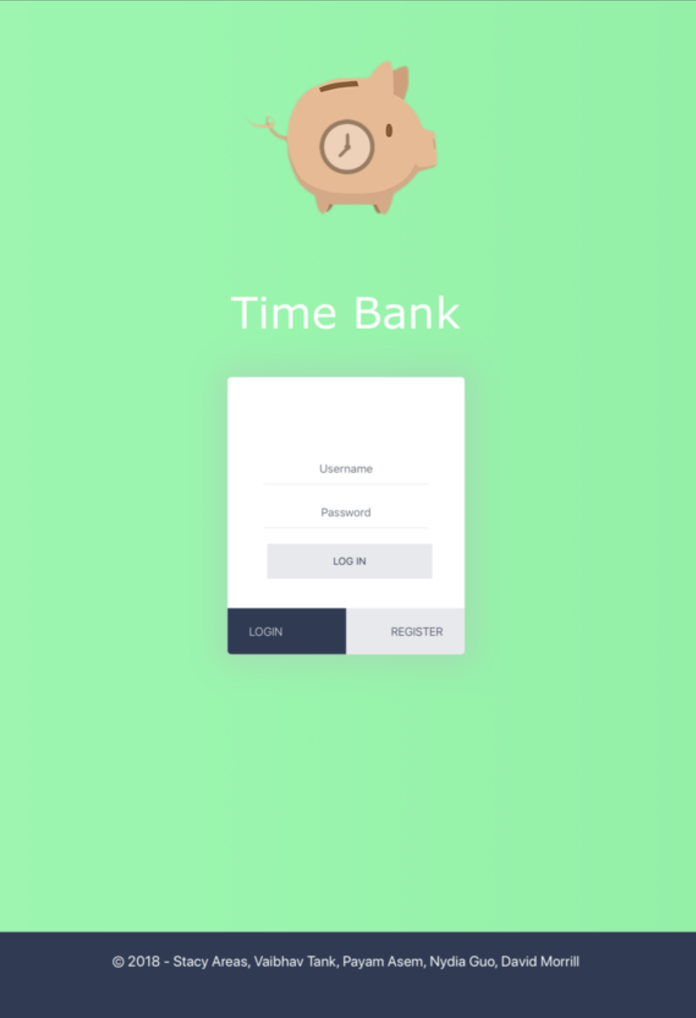 Time Bank
Username
Password
LOG IN
LOGIN REGISTER
© 2018 - Stacy Areas, Vaibhav Tank, Payam Asem, Nydia Guo, David Morrill